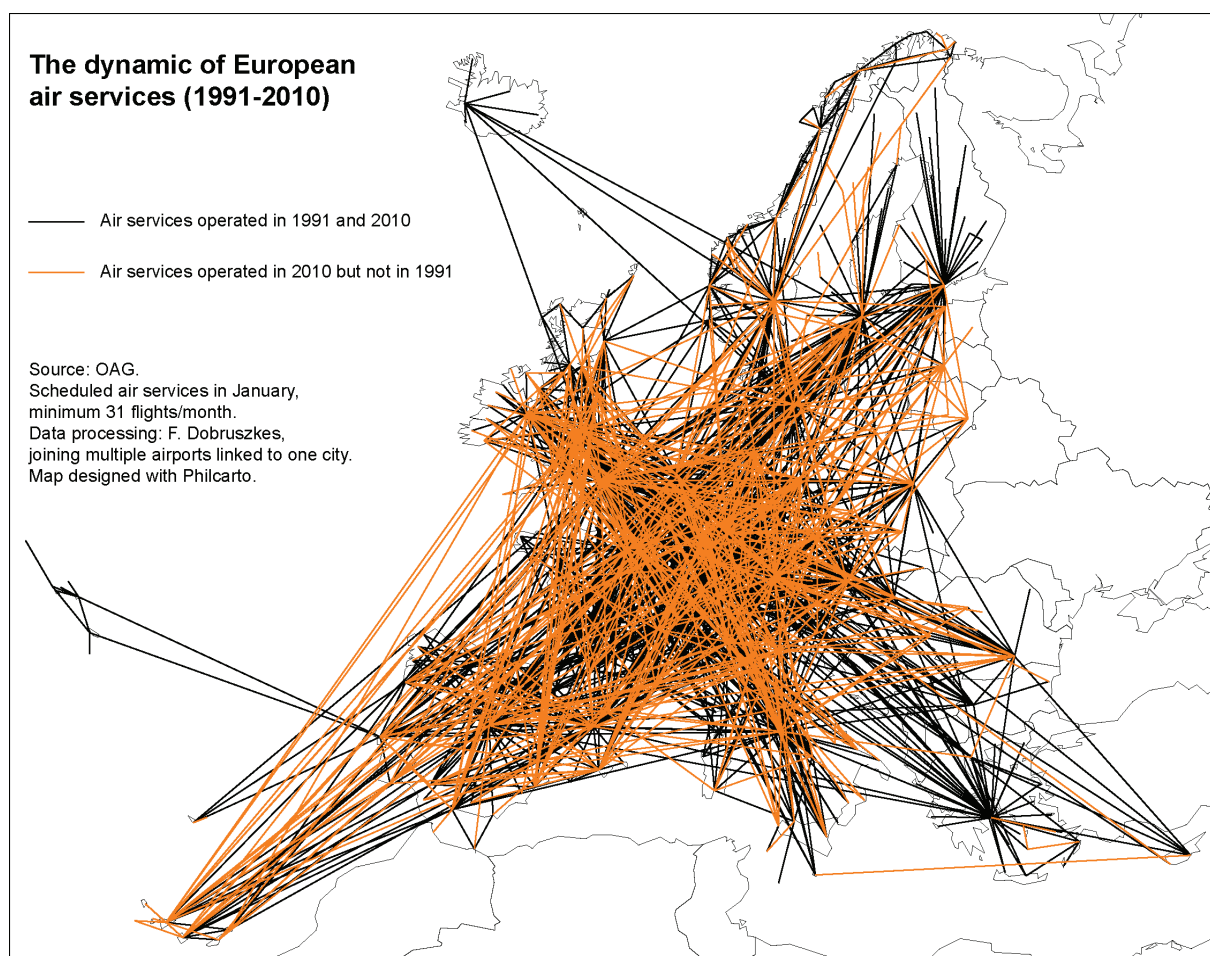 The dynamic of European
air services (1991-2010)
Air services operated in 1991 and 2010
Air services operated in 2010 but not in 1991
Source: OAG.
Scheduled air services in January,
minimum 31 flights/month.
Data processing: F. Dobruszkes,
joining multiple airports linked to one city.
Map designed with Philcarto.